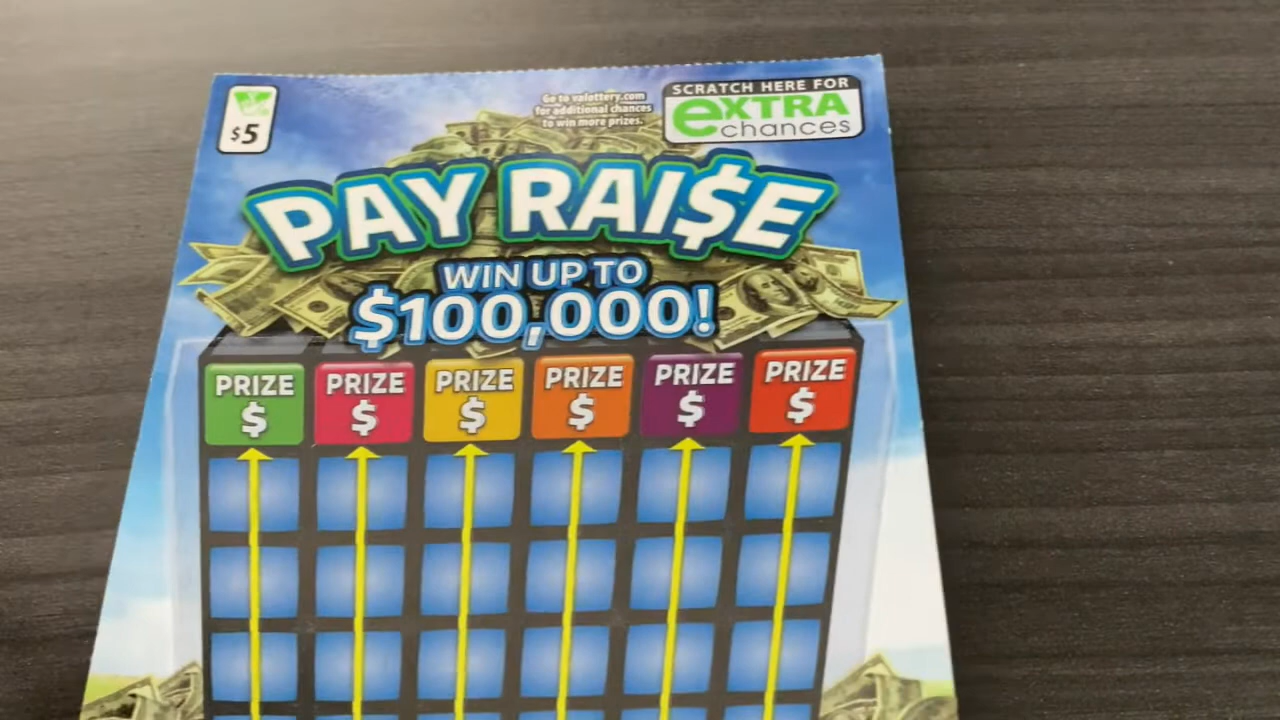 $5
Go to valottery.com
for additional chances
to win more prizes.
SCRATCH HERE FOR
eXTRA
chances
PAY RAI$E
WIN UP TO
$100,000!
PRIZE PRIZE PRIZE PRIZE PRIZE PRIZE
$ $ $ $ $ $